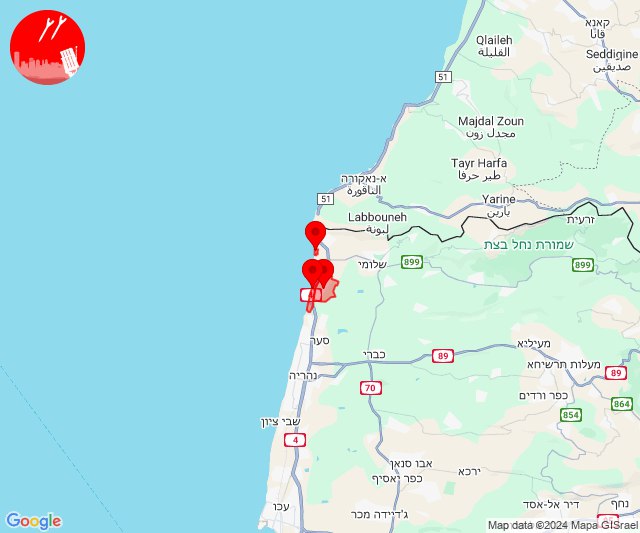 קאנא
قانا
Qlaileh
القليلة
Seddiqine
صديقين
51
Majdal Zoun
مجدل زون
א-נאקורה
الناقورة
Tayr Harfa
طير حرفا
51
Yarine
يارين
Labbouneh
لبونة
זרעית
שמורת נחל בצת
שלומי
899
899
סער
כברי
89
מעיליא
מעלות תרשיחא
89
נהריה
70
כפר ורדים
864
854
שבי ציון
4
אבו סנאן
ירכא
כפר יאסיף
עכו
ג'דיידה מכר
דיר אל-אסד
נחף
Google
Map data ©2024 Mapa GISrael